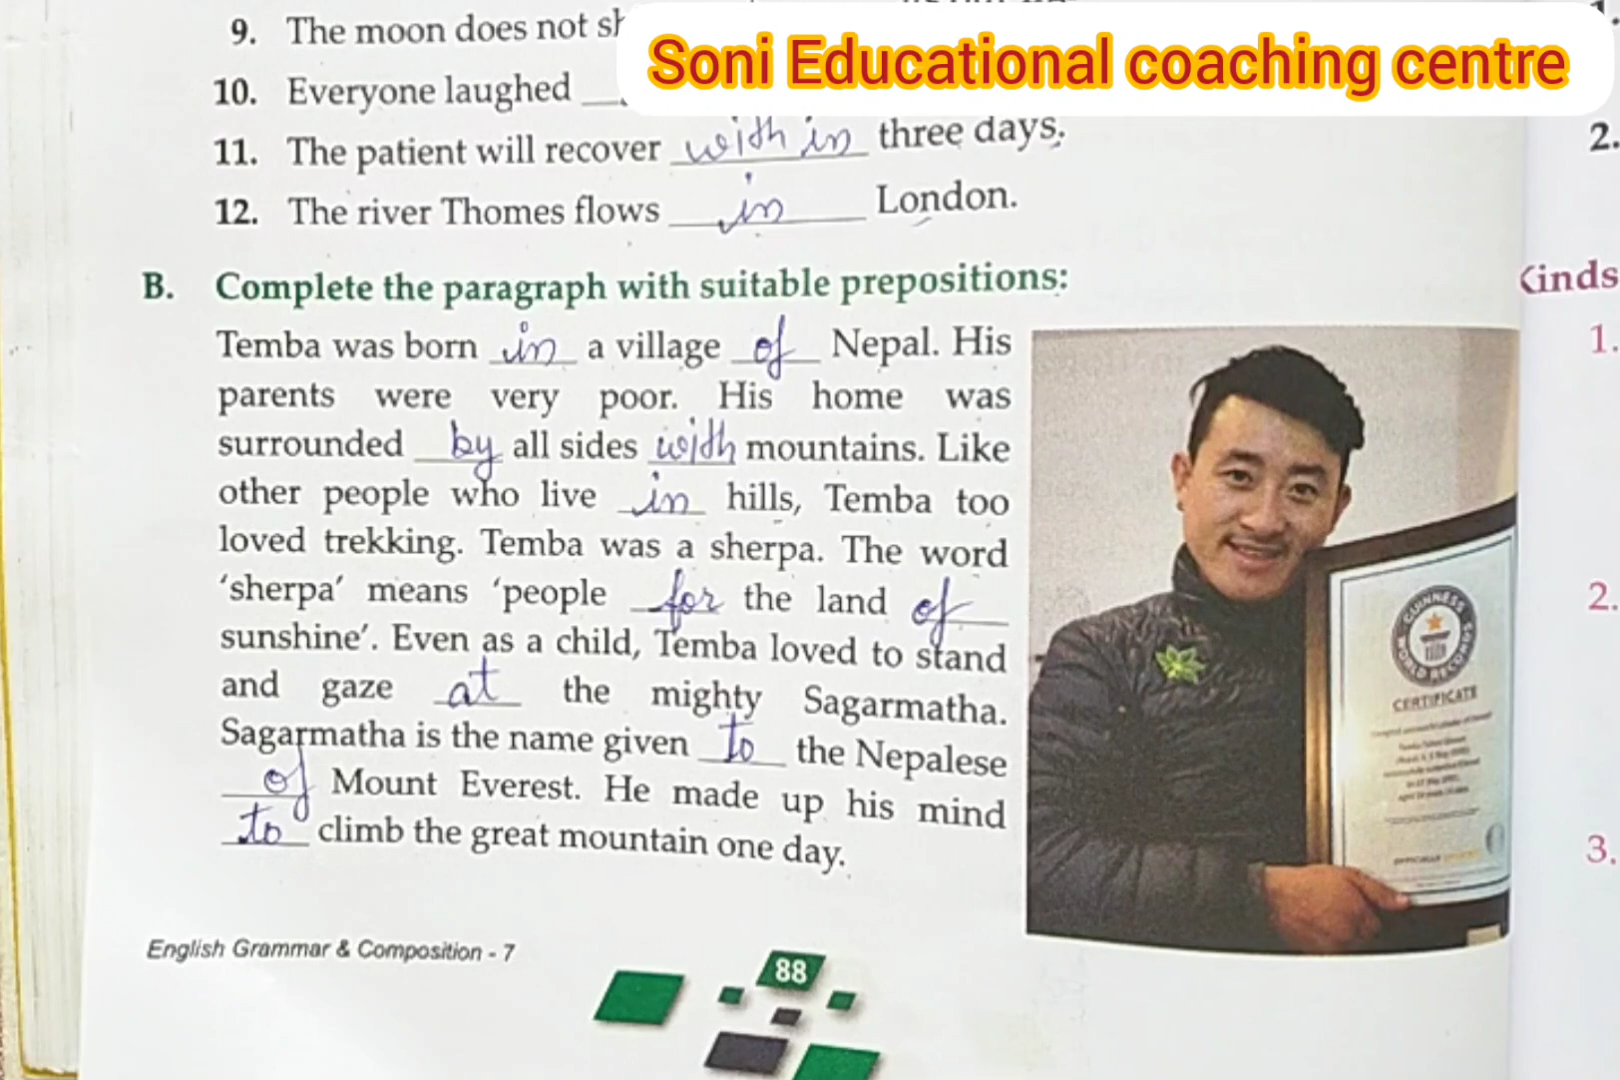 9. The moon does not sh
Soni Educational coaching centre
10. Everyone laughed
11. The patient will recover with in three days.
12. The river Thomes flows in London.
B. Complete the paragraph with suitable prepositions:
Temba was born in a village of Nepal. His
parents were very poor. His home was
surrounded by all sides with mountains. Like
other people who live in hills, Temba too
loved trekking. Temba was a sherpa. The word
‘sherpa’ means ‘people for the land of
sunshine’. Even as a child, Temba loved to stand
and gaze at the mighty Sagarmatha.
Sagarmatha is the name given to the Nepalese
of Mount Everest. He made up his mind
to climb the great mountain one day.
GUINNESS WORLD RECORDS
CERTIFICATE
English Grammar & Composition - 7
88
2.
Kinds
1.
2.
3.